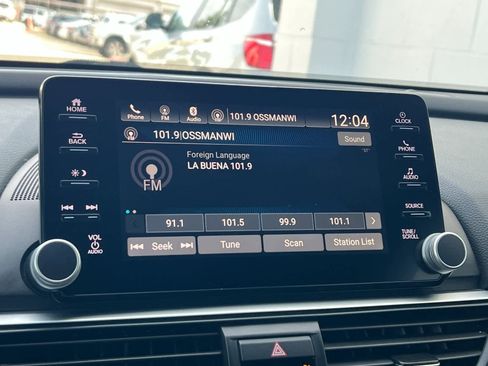 HOME
BACK
VOL
AUDIO
Phone FM Audio 101.9 OSSMANWI 12:04
101.9|OSSMANWI Sound
Foreign Language
LA BUENA 101.9
FM
91.1 101.5 99.9 101.1
Seek Tune Scan Station List
CLOCK
PHONE
AUDIO
SOURCE
TUNE/
SCROLL